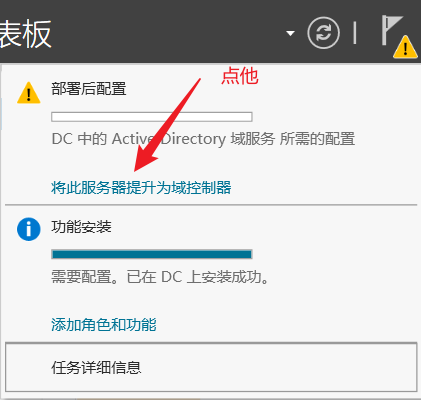 表板
点他
部署后配置
DC 中的 Active Directory 域服务 所需的配置
将此服务器提升为域控制器
功能安装
需要配置。已在 DC 上安装成功。
添加角色和功能
任务详细信息